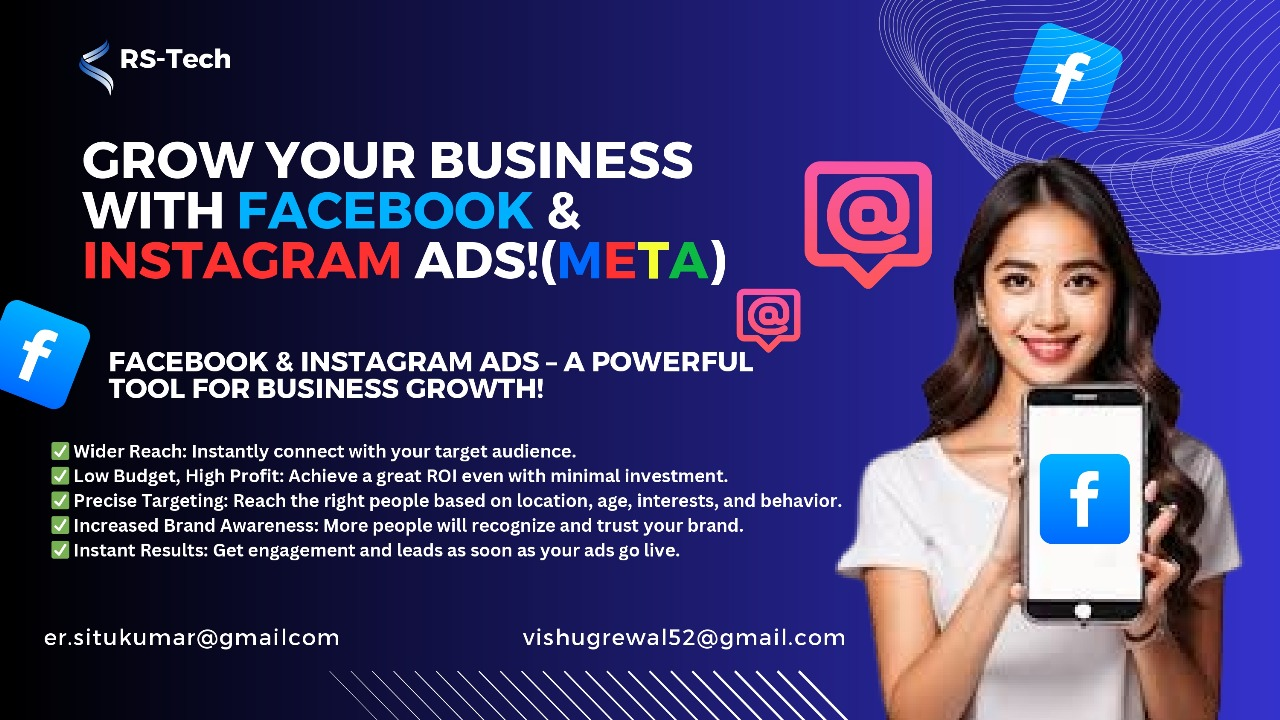 RS-Tech
GROW YOUR BUSINESS
WITH FACEBOOK &
INSTAGRAM ADS!(META)
FACEBOOK & INSTAGRAM ADS – A POWERFUL
TOOL FOR BUSINESS GROWTH!
✅ Wider Reach: Instantly connect with your target audience.
✅ Low Budget, High Profit: Achieve a great ROI even with minimal investment.
✅ Precise Targeting: Reach the right people based on location, age, interests, and behavior.
✅ Increased Brand Awareness: More people will recognize and trust your brand.
✅ Instant Results: Get engagement and leads as soon as your ads go live.
er.situkumar@gmailcom
vishugrewal52@gmail.com